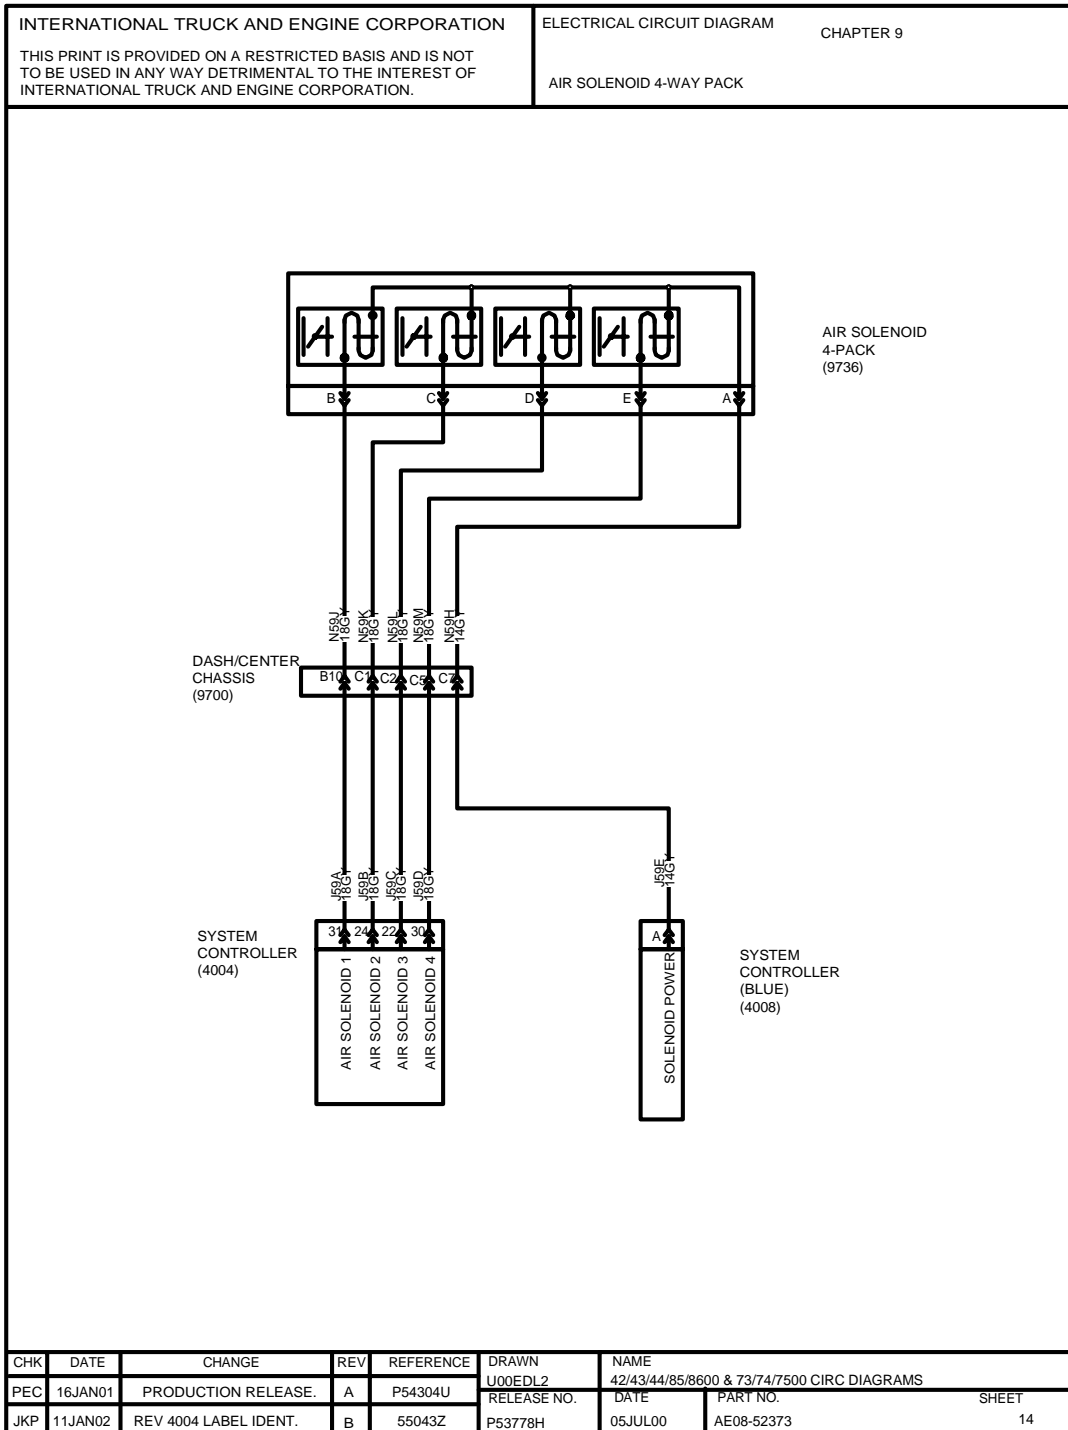 INTERNATIONAL TRUCK AND ENGINE CORPORATION
THIS PRINT IS PROVIDED ON A RESTRICTED BASIS AND IS NOT
TO BE USED IN ANY WAY DETRIMENTAL TO THE INTEREST OF
INTERNATIONAL TRUCK AND ENGINE CORPORATION.
ELECTRICAL CIRCUIT DIAGRAM
CHAPTER 9
AIR SOLENOID 4-WAY PACK
AIR SOLENOID
4-PACK
(9736)
B C D E A
N59J N59K N59L N59M N59H
18GY 18GY 18GY 18GY 14GY
DASH/CENTER
CHASSIS
(9700)
B10 C1 C2 C5 C7
J59A J59B J59C J59D
18GY 18GY 18GY 18GY
J59E
14GY
SYSTEM
CONTROLLER
(4004)
31 24 22 30
AIR SOLENOID 1
AIR SOLENOID 2
AIR SOLENOID 3
AIR SOLENOID 4
A
SOLENOID POWER
SYSTEM
CONTROLLER
(BLUE)
(4008)
CHK DATE CHANGE REV REFERENCE
PEC 16JAN01 PRODUCTION RELEASE. A P54304U
JKP 11JAN02 REV 4004 LABEL IDENT. B 55043Z
DRAWN
U00EDL2
NAME
42/43/44/85/8600 & 73/74/7500 CIRC DIAGRAMS
RELEASE NO.
P53778H
DATE
05JUL00
PART NO.
AE08-52373
SHEET
14